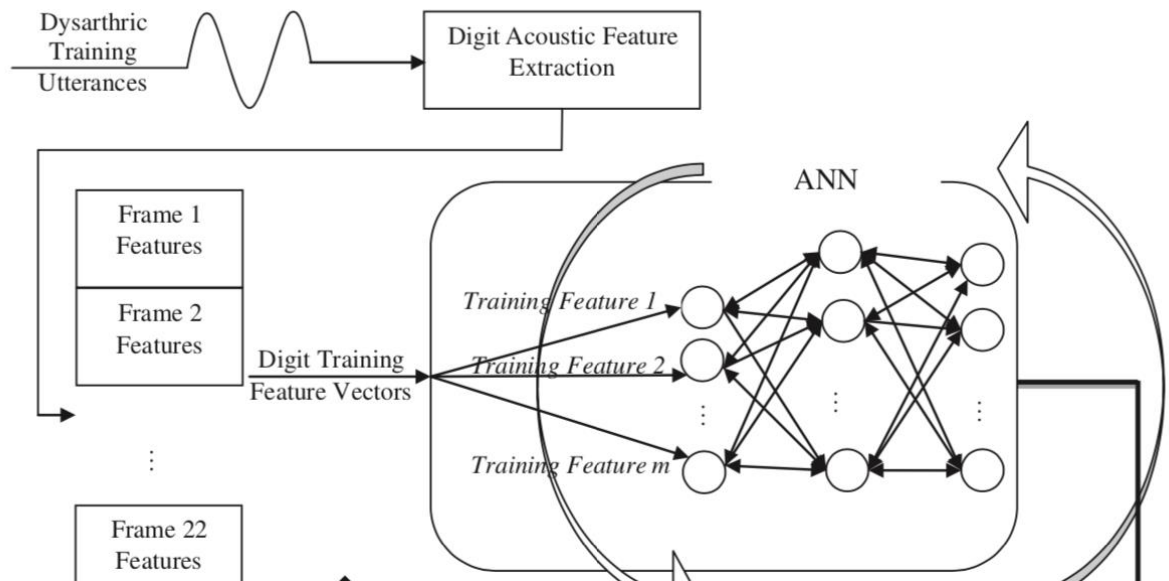 Dysarthric
Training
Utterances
Digit Acoustic Feature
Extraction
ANN
Frame 1
Features
Frame 2
Features
⋮
Frame 22
Features
Digit Training
Feature Vectors
Training Feature 1
Training Feature 2
⋮
Training Feature m
⋮
⋮